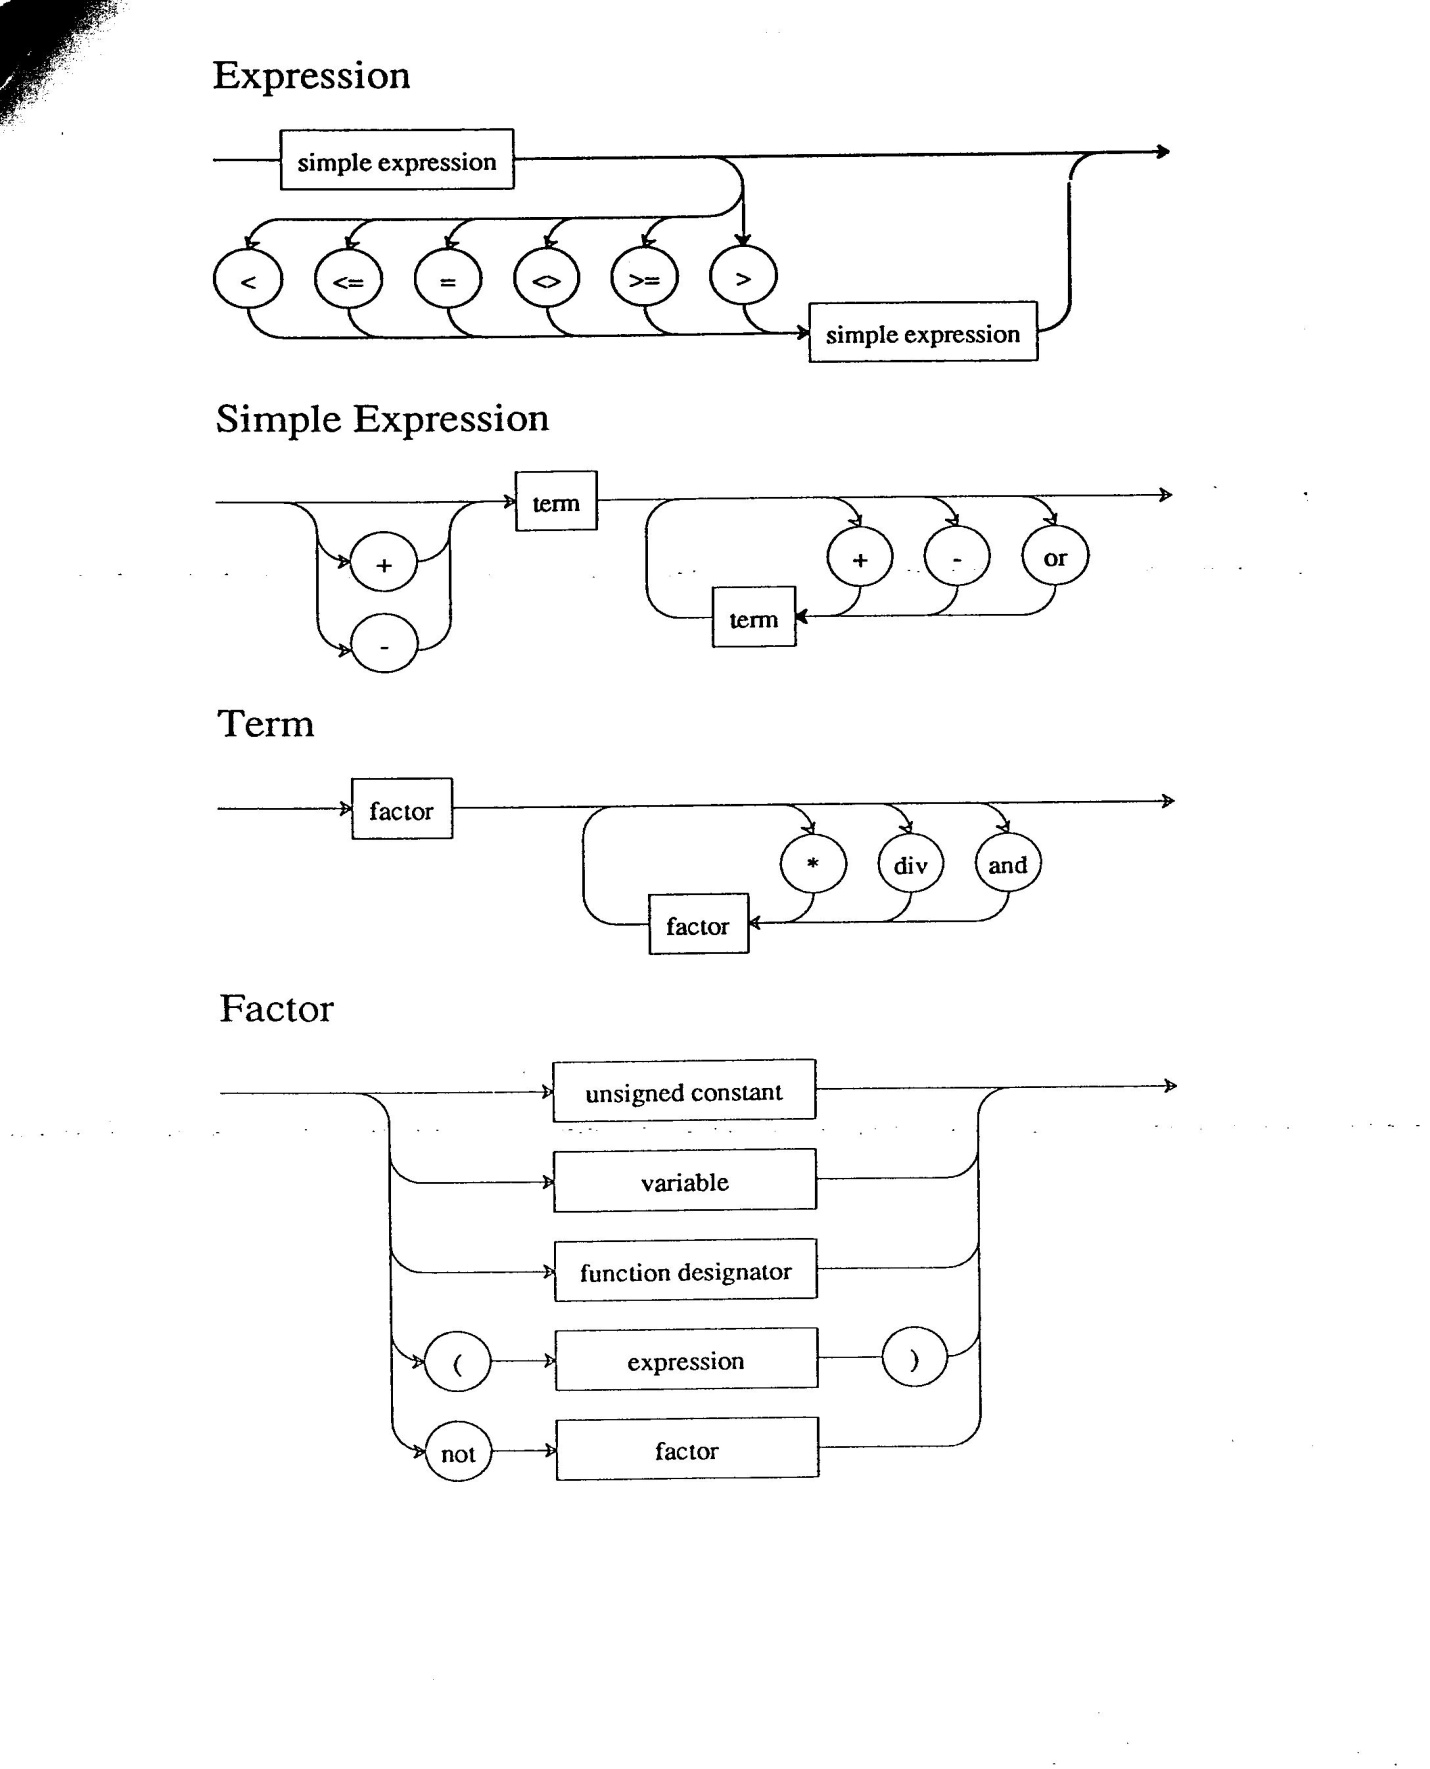 Expression
simple expression
< <= = <> >= >
simple expression
Simple Expression
term
+ + - or
- term
Term
factor
* div and
factor
Factor
unsigned constant
variable
function designator
( expression )
not factor